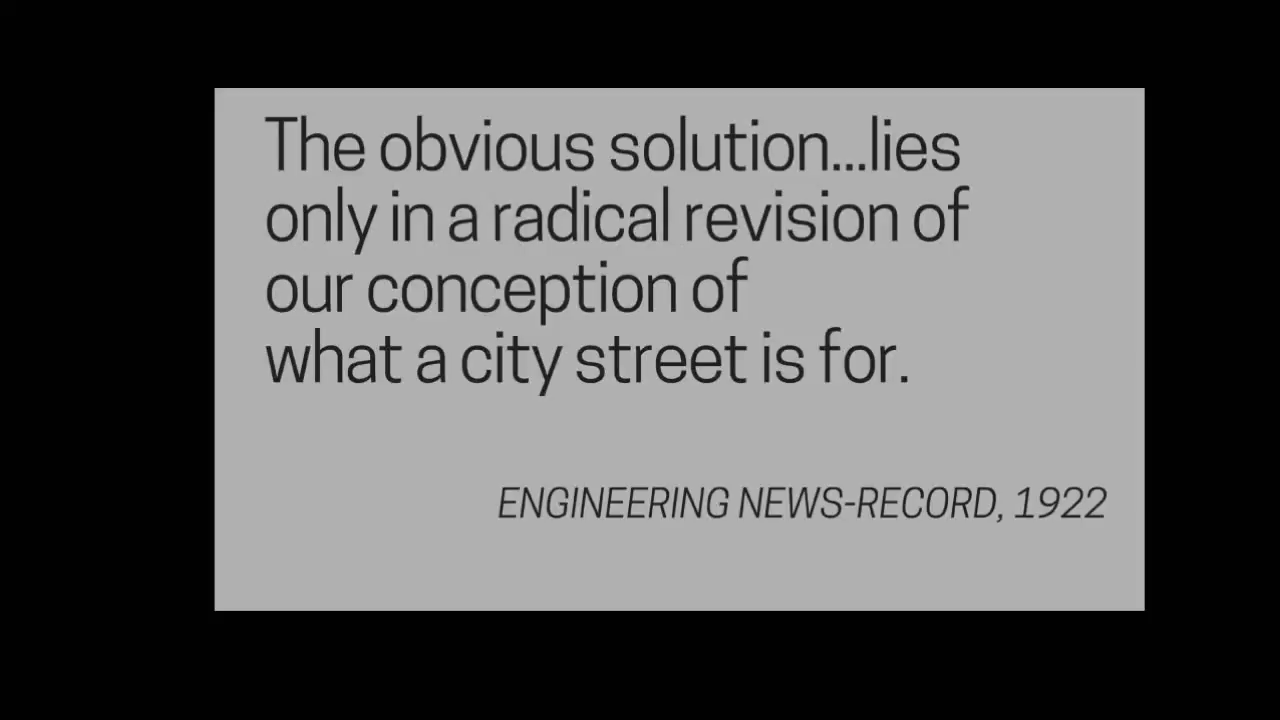 The obvious solution...lies
only in a radical revision of
our conception of
what a city street is for.
ENGINEERING NEWS-RECORD, 1922